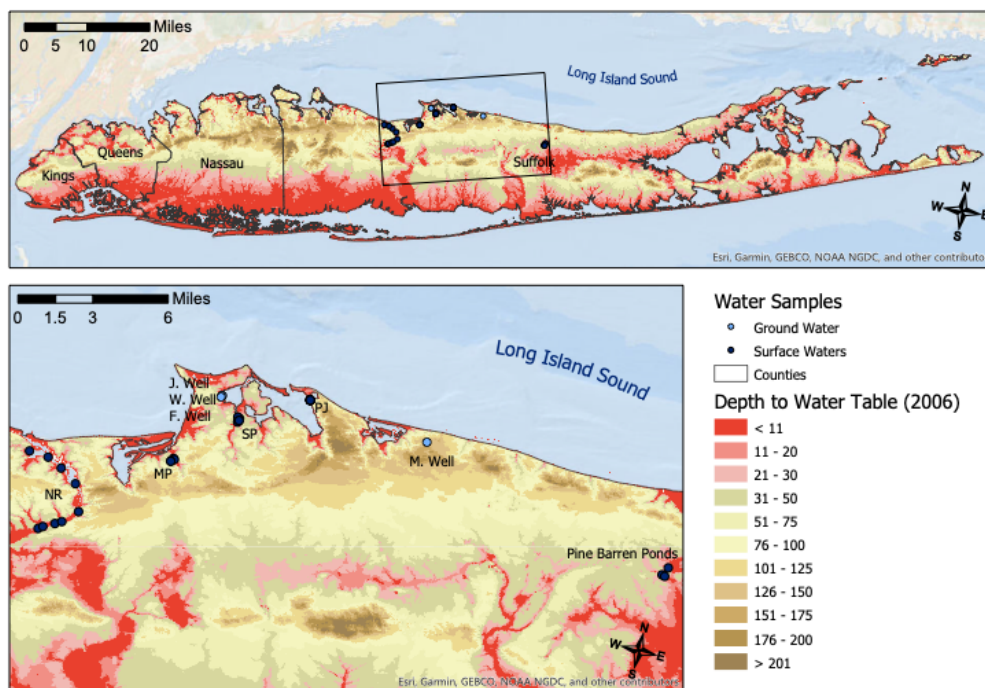 Miles
0 5 10 20
Long Island Sound
Queens
Kings
Nassau
Suffolk
N
W E
S
Esri, Garmin, GEBCO, NOAA NGDC, and other contributors
Miles
0 1.5 3 6
Long Island Sound
J. Well
W. Well
F. Well
SP
PJ
M. Well
MP
NR
Pine Barren Ponds
N
W E
S
Esri, Garmin, GEBCO, NOAA NGDC, and other contributors
Water Samples
Ground Water
Surface Waters
Counties
Depth to Water Table (2006)
< 11
11 - 20
21 - 30
31 - 50
51 - 75
76 - 100
101 - 125
126 - 150
151 - 175
176 - 200
> 201